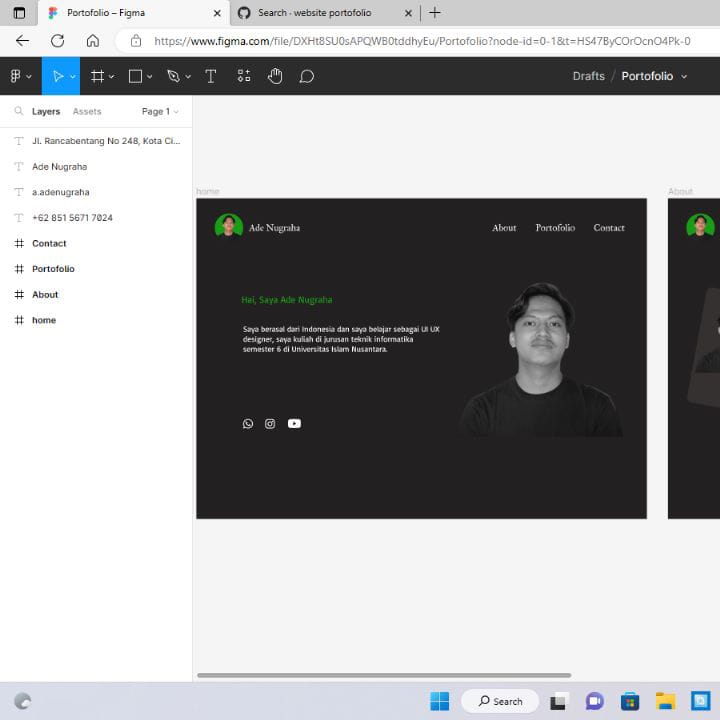 Portofolio – Figma
Search · website portofolio
https://www.figma.com/file/DXHt8SU0sAPQWB0tddhyEu/Portofolio?node-id=0-1&t=HS47ByCOrOcnO4Pk-0
Drafts / Portofolio
Layers Assets Page 1
Jl. Rancabentang No 248, Kota Ci...
Ade Nugraha
a.adenugraha
+62 851 5671 7024
Contact
Portofolio
About
home
home
About
Ade Nugraha
About Portofolio Contact
Hai, Saya Ade Nugraha
Saya berasal dari Indonesia dan saya belajar sebagai UI UX
designer, saya kuliah di jurusan teknik informatika
semester 6 di Universitas Islam Nusantara.
Search